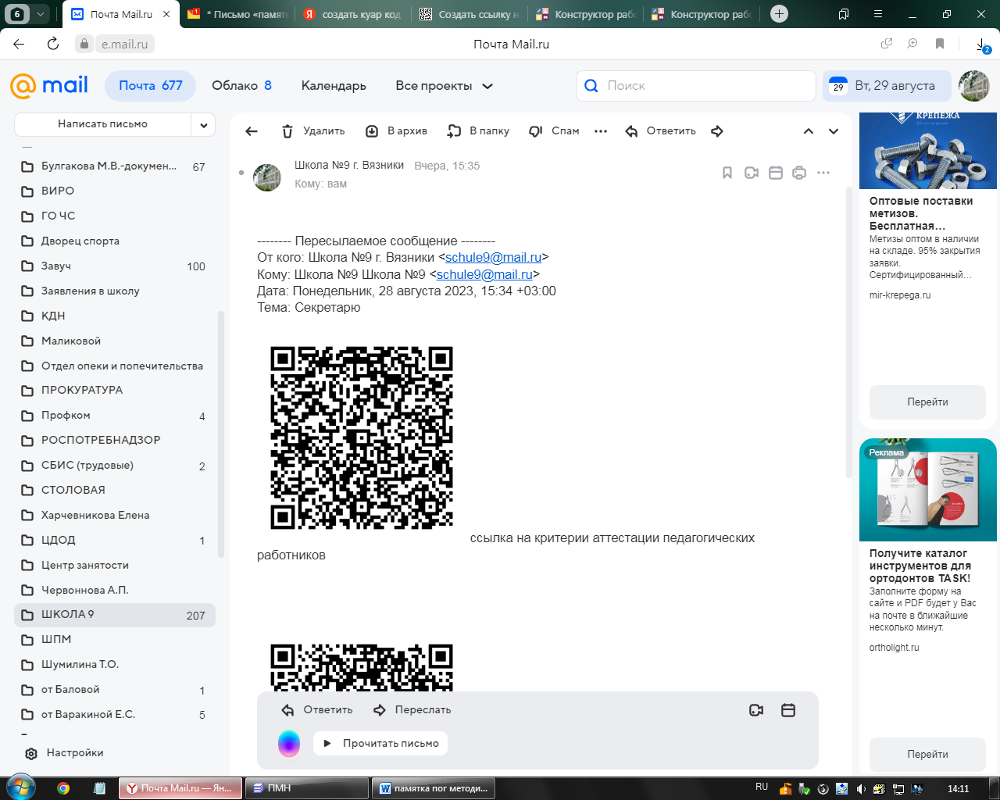 6
Почта Mail.ru
* Письмо «памят
создать куар код
Создать ссылку н
Конструктор рабо
Конструктор рабо
e.mail.ru
Почта Mail.ru
2
mail
Почта 677
Облако 8
Календарь
Все проекты
Поиск
29
Вт, 29 августа
Написать письмо
Булгакова М.В.-докумен... 67
ВИРО
ГО ЧС
Дворец спорта
Завуч 100
Заявления в школу
КДН
Маликовой
Отдел опеки и попечительства
ПРОКУРАТУРА
Профком 4
РОСПОТРЕБНАДЗОР
СБИС (трудовые) 2
СТОЛОВАЯ
Харчевникова Елена
ЦДОД 1
Центр занятости
Червоннова А.П.
ШКОЛА 9 207
ШПМ
Шумилина Т.О.
от Баловой 1
от Варакиной Е.С. 5
Настройки
Удалить
В архив
В папку
Спам
Ответить
Школа №9 г. Вязники Вчера, 15:35
Кому: вам
-------- Пересылаемое сообщение --------
От кого: Школа №9 г. Вязники <schule9@mail.ru>
Кому: Школа №9 Школа №9 <schule9@mail.ru>
Дата: Понедельник, 28 августа 2023, 15:34 +03:00
Тема: Секретарю
ссылка на критерии аттестации педагогических
работников
Ответить
Переслать
Прочитать письмо
КРЕПЕЖА
Оптовые поставки
метизов.
Бесплатная...
Метизы оптом в наличии
на складе. 95% закрытия
заявки.
Сертифицированный...
mir-krepega.ru
Перейти
Реклама
Получите каталог
инструментов для
ортодонтов TASK!
Заполните форму на
сайте и PDF будет у Вас
на почте в ближайшие
несколько минут.
ortholight.ru
Перейти
Почта Mail.ru — Ян...
ПМН
памятка пог методи...
RU
14:11